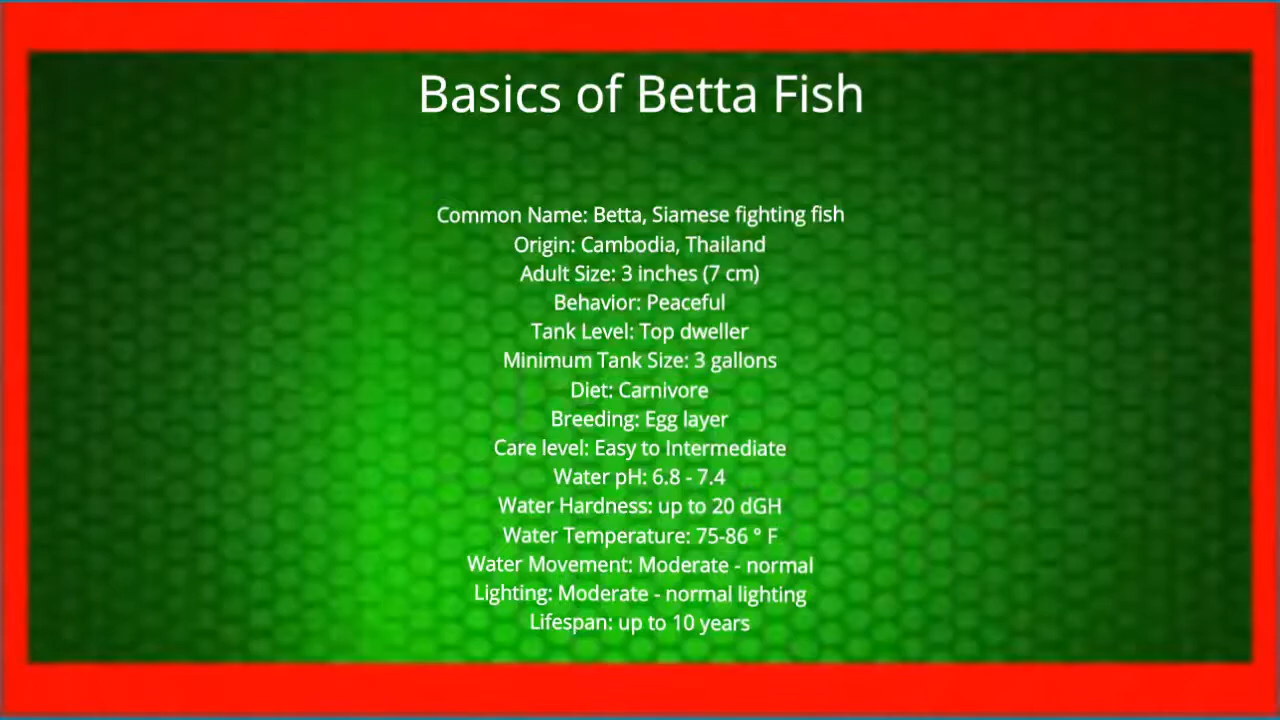 Basics of Betta Fish
Common Name: Betta, Siamese fighting fish
Origin: Cambodia, Thailand
Adult Size: 3 inches (7 cm)
Behavior: Peaceful
Tank Level: Top dweller
Minimum Tank Size: 3 gallons
Diet: Carnivore
Breeding: Egg layer
Care level: Easy to Intermediate
Water pH: 6.8 - 7.4
Water Hardness: up to 20 dGH
Water Temperature: 75-86 ° F
Water Movement: Moderate - normal
Lighting: Moderate - normal lighting
Lifespan: up to 10 years